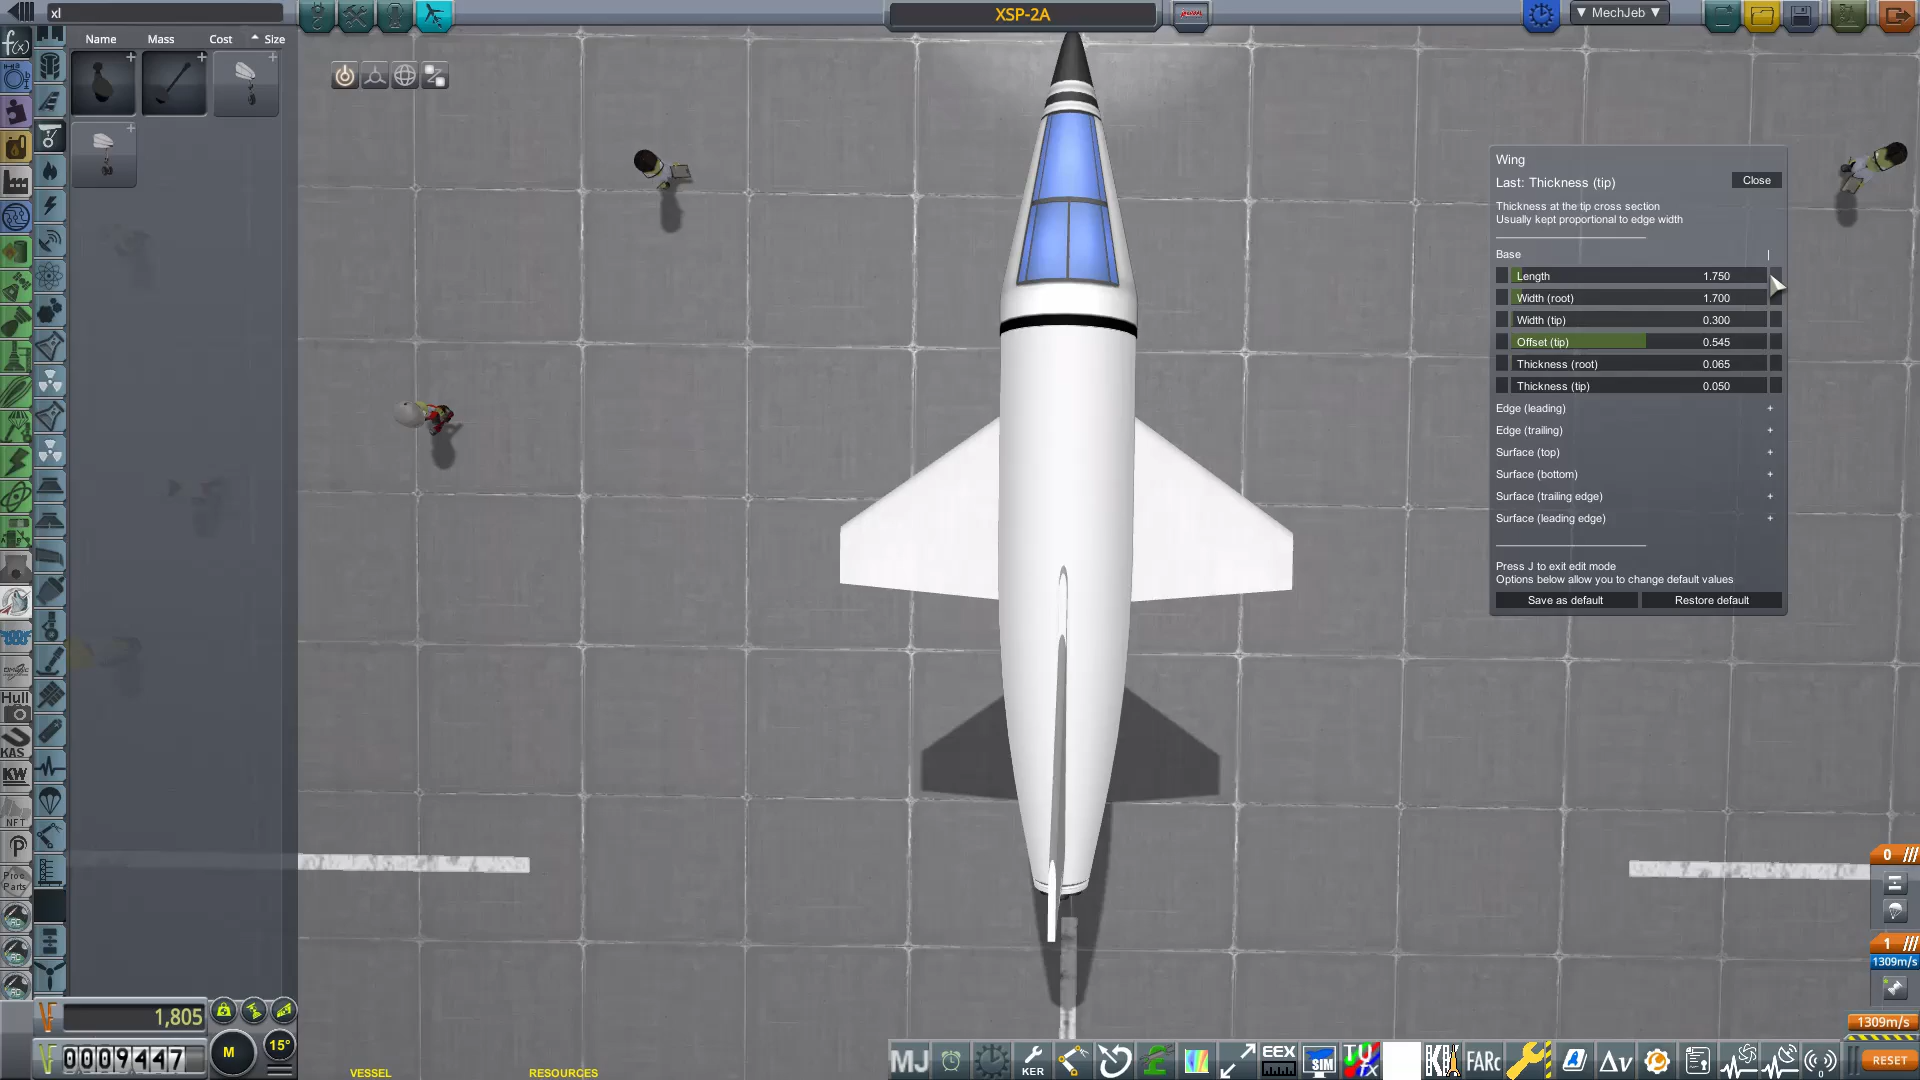 xl
XSP-2A
▼ MechJeb ▼
Name Mass Cost Size
f(x)
Wing
Last: Thickness (tip)
Close
Thickness at the tip cross section
Usually kept proportional to edge width
Base |
Length 1.750
Width (root) 1.700
Width (tip) 0.300
Offset (tip) 0.545
Thickness (root) 0.065
Thickness (tip) 0.050
Edge (leading) +
Edge (trailing) +
Surface (top) +
Surface (bottom) +
Surface (trailing edge) +
Surface (leading edge) +
Press J to exit edit mode
Options below allow you to change default values
Save as default Restore default
Hull
KAS
KW
NFT
P
Proc
Parts
0
1
1309m/s
1309m/s
1,805
0009447
M
15°
VESSEL
RESOURCES
MJ
KER
EEX
SIM
TU
fx
KK
FARc
Δv
0
RESET